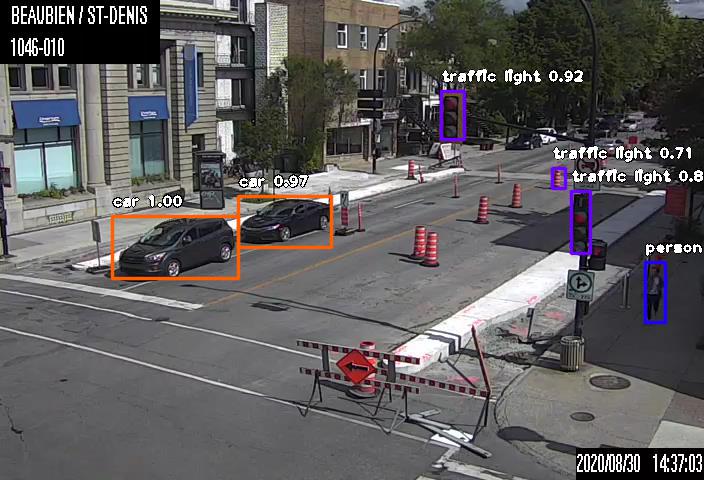 BEAUBIEN / ST-DENIS
1046-010
traffic light 0.92
traffic light 0.71
traffic light 0.8
car 1.00
car 0.97
person
2020/08/30 14:37:03